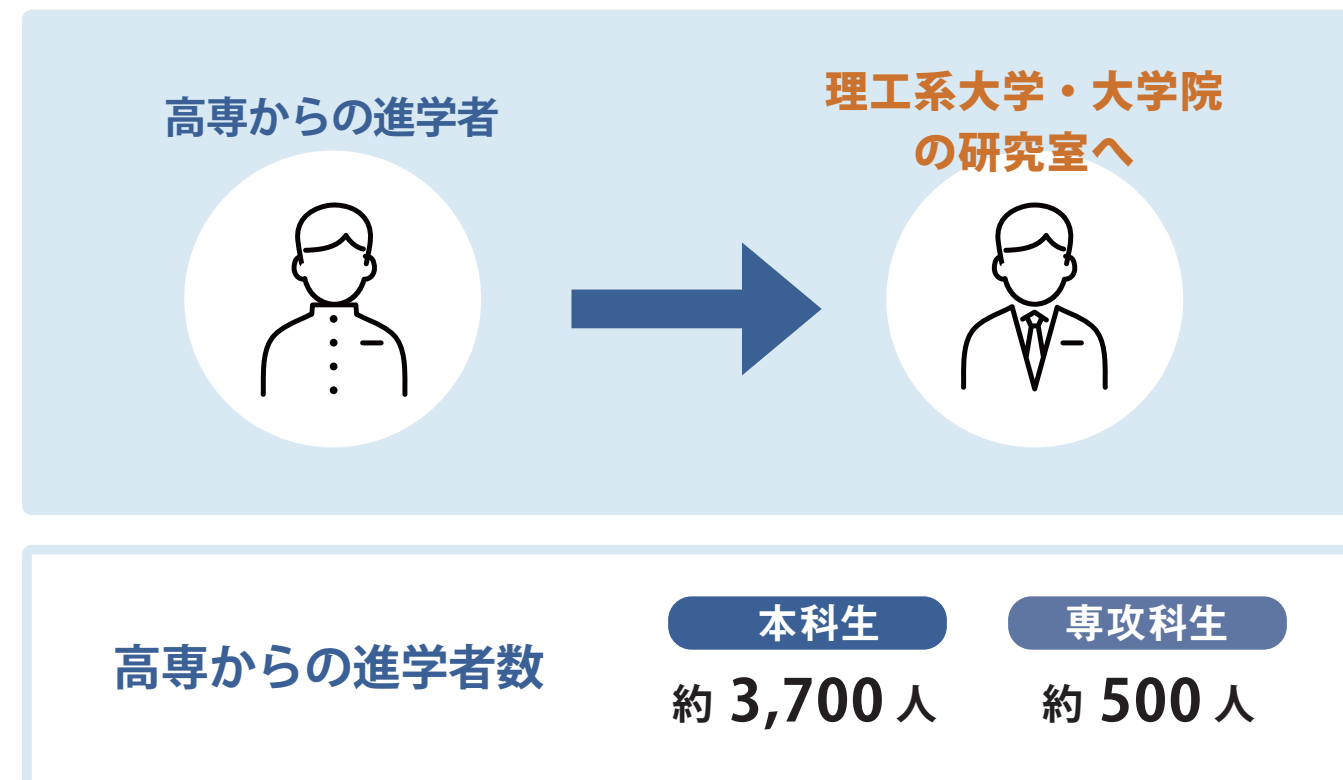 高専からの進学者
理工系大学・大学院
の研究室へ
高専からの進学者数
本科生
約 3,700 人
専攻科生
約 500 人